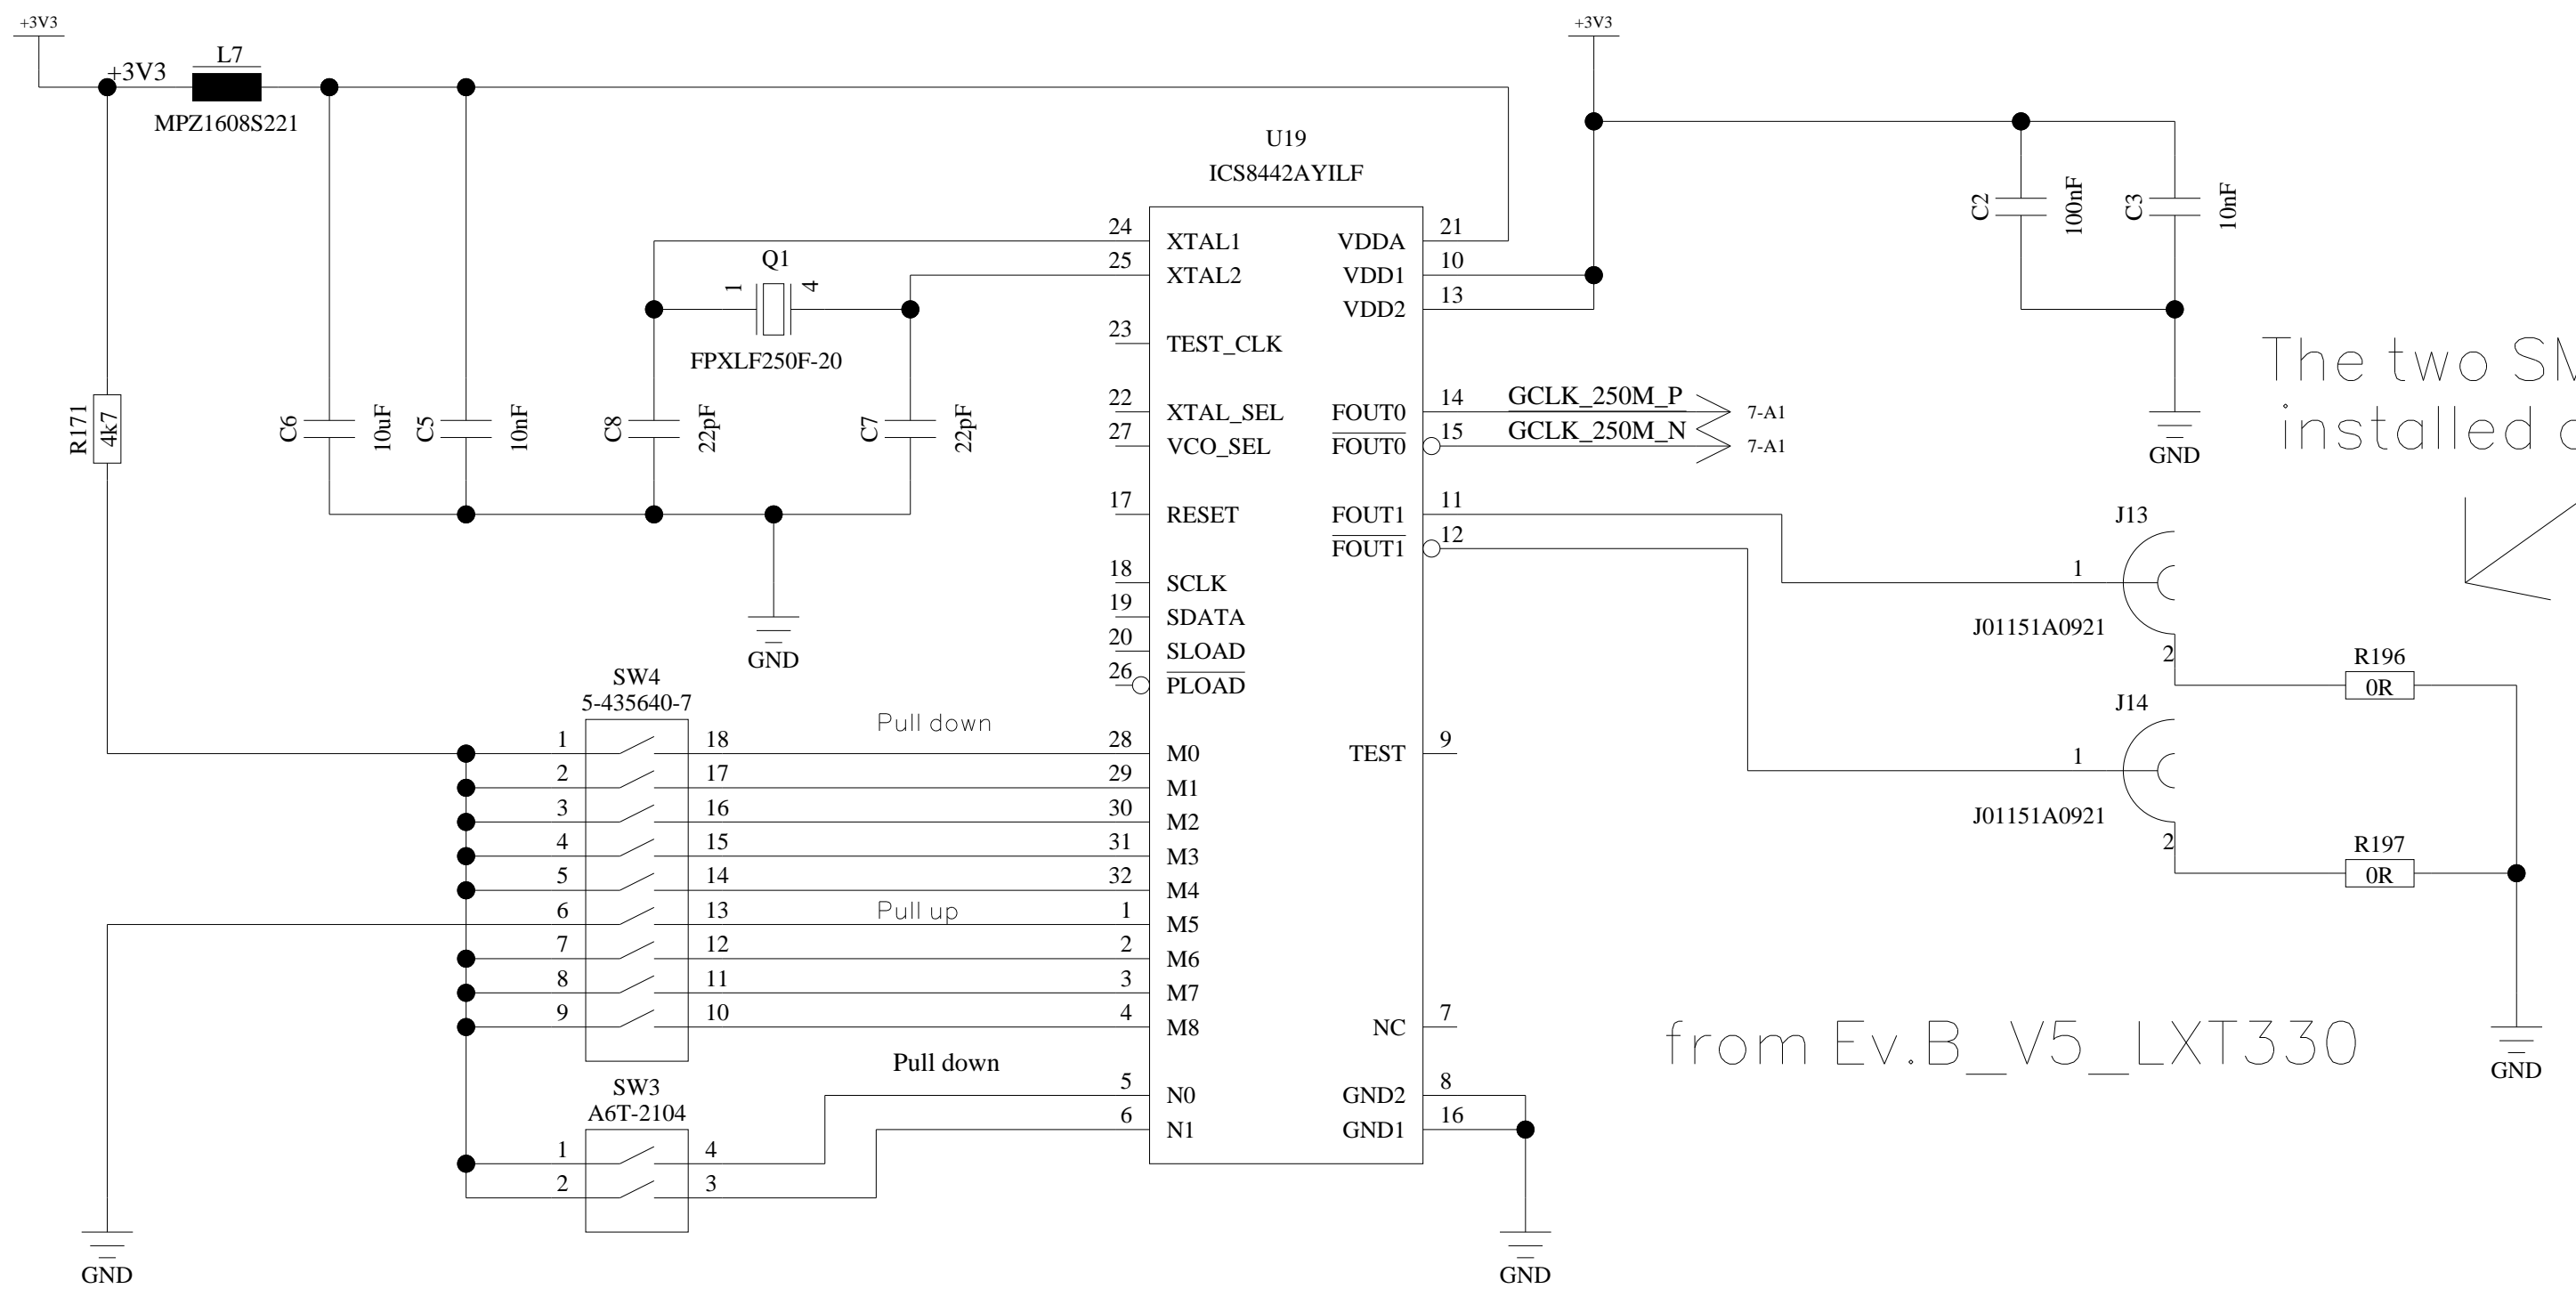 +3V3
+3V3
L7
MPZ1608S221
+3V3
U19
ICS8442AYILF
R171
4k7
C6
10uF
C5
10nF
C8
22pF
C7
22pF
Q1
1
4
FPXLF250F-20
GND
24 XTAL1
25 XTAL2
23 TEST_CLK
22 XTAL_SEL
27 VCO_SEL
17 RESET
18 SCLK
19 SDATA
20 SLOAD
26 PLOAD
28 M0
29 M1
30 M2
31 M3
32 M4
1 M5
2 M6
3 M7
4 M8
5 N0
6 N1
VDDA 21
VDD1 10
VDD2 13
FOUT0 14 GCLK_250M_P 7-A1
FOUT0 15 GCLK_250M_N 7-A1
FOUT1 11
FOUT1 12
TEST 9
NC 7
GND2 8
GND1 16
GND
C2
100nF
C3
10nF
GND
The two SM
installed
J13
1
J01151A0921
2
R196
0R
J14
1
J01151A0921
2
R197
0R
GND
from Ev.B_V5_LXT330
SW4
5-435640-7
Pull down
1 18
2 17
3 16
4 15
5 14
Pull up
6 13
7 12
8 11
9 10
Pull down
SW3
A6T-2104
1 4
2 3
GND